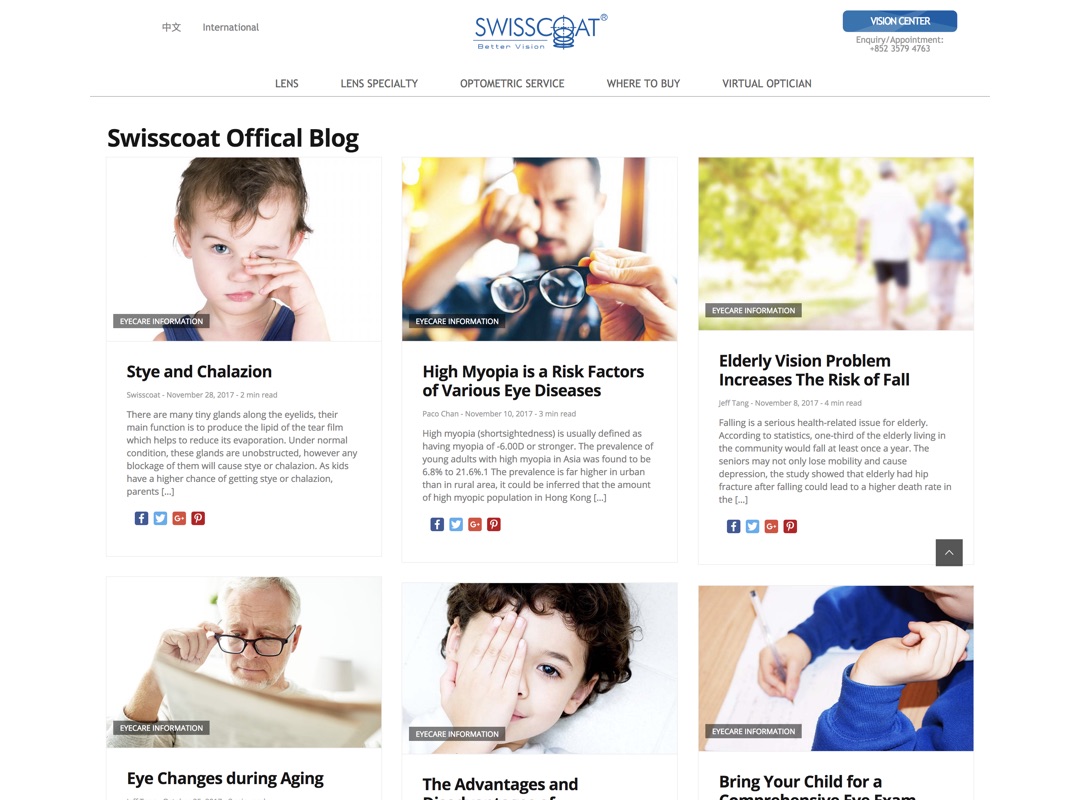 中文
International
SWISSCOAT®
Better Vision
VISION CENTER
Enquiry/Appointment:
+852 3579 4763
LENS
LENS SPECIALTY
OPTOMETRIC SERVICE
WHERE TO BUY
VIRTUAL OPTICIAN
Swisscoat Offical Blog
EYECARE INFORMATION
Stye and Chalazion
Swisscoat - November 28, 2017 - 2 min read
There are many tiny glands along the eyelids, their
main function is to produce the lipid of the tear film
which helps to reduce its evaporation. Under normal
condition, these glands are unobstructed, however any
blockage of them will cause stye or chalazion. As kids
have a higher chance of getting stye or chalazion,
parents [...]
EYECARE INFORMATION
High Myopia is a Risk Factors
of Various Eye Diseases
Paco Chan - November 10, 2017 - 3 min read
High myopia (shortsightedness) is usually defined as
having myopia of -6.00D or stronger. The prevalence of
young adults with high myopia in Asia was found to be
6.8% to 21.6%.1 The prevalence is far higher in urban
than in rural area, it could be inferred that the amount
of high myopic population in Hong Kong [...]
EYECARE INFORMATION
Elderly Vision Problem
Increases The Risk of Fall
Jeff Tang - November 8, 2017 - 4 min read
Falling is a serious health-related issue for elderly.
According to statistics, one-third of the elderly living in
the community would fall at least once a year. The
seniors may not only lose mobility and cause
depression, the study showed that elderly had hip
fracture after falling could lead to a higher death rate in
the [...]
EYECARE INFORMATION
Eye Changes during Aging
EYECARE INFORMATION
The Advantages and
EYECARE INFORMATION
Bring Your Child for a
Comprehensive Eye Exam